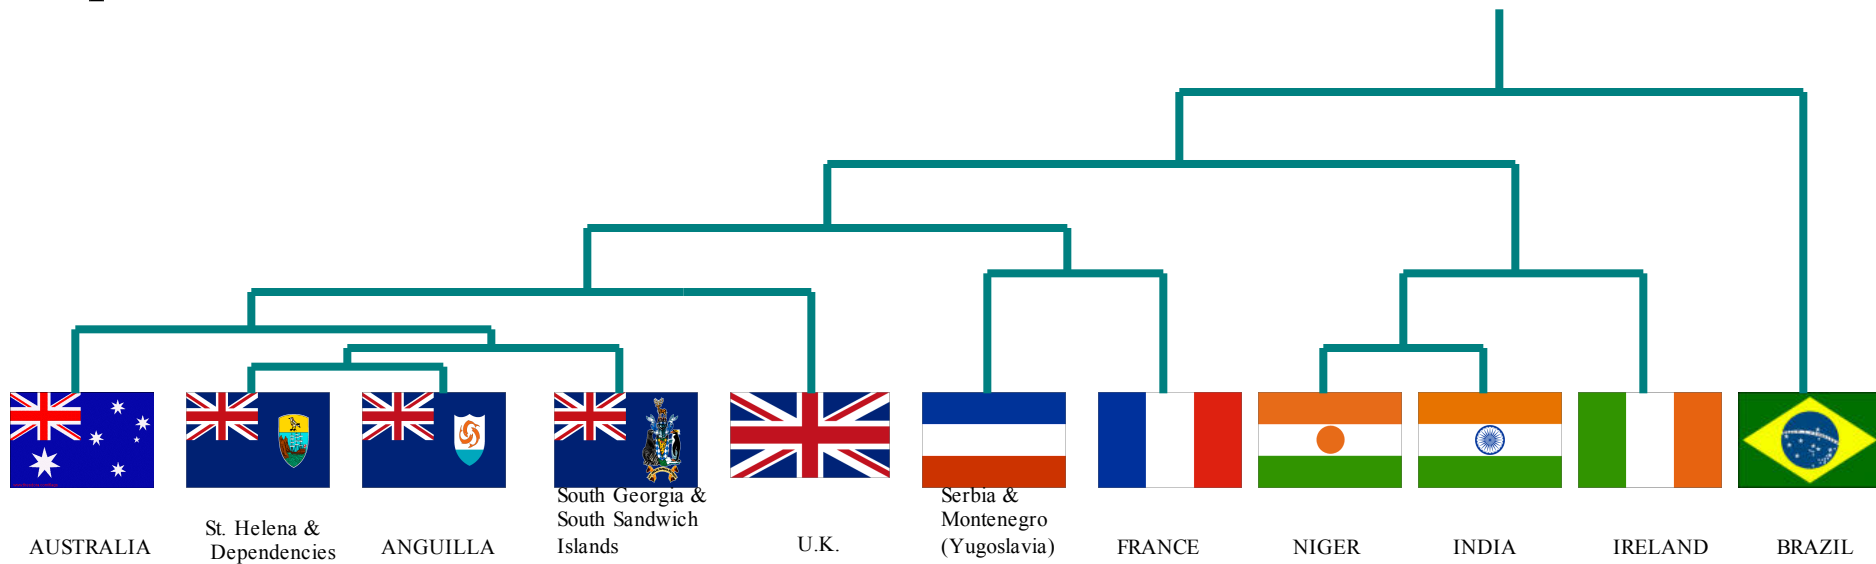 AUSTRALIA
St. Helena &
Dependencies
ANGUILLA
South Georgia &
South Sandwich
Islands
U.K.
Serbia &
Montenegro
(Yugoslavia)
FRANCE
NIGER
INDIA
IRELAND
BRAZIL